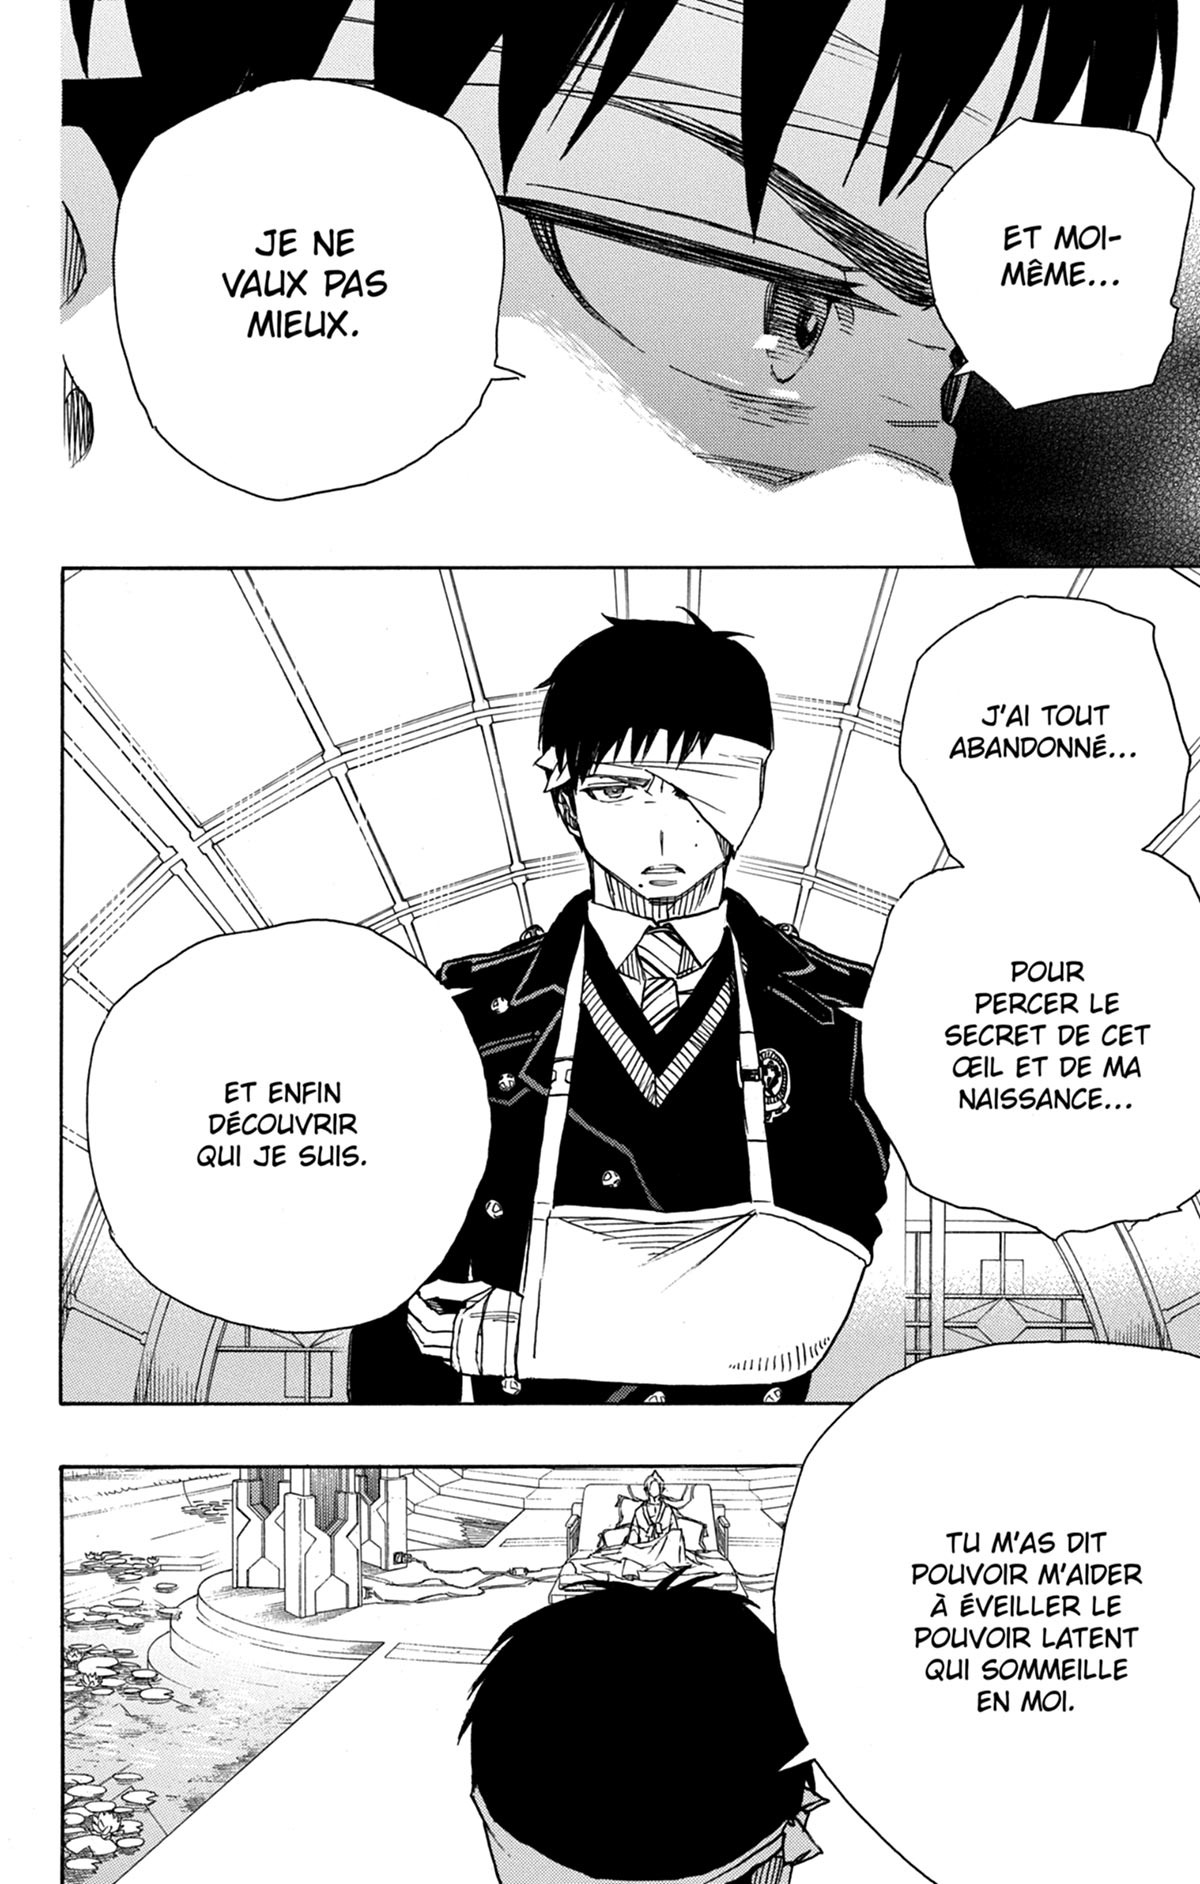 ET MOI-
MÊME...
JE NE
VAUX PAS
MIEUX.
J'AI TOUT
ABANDONNÉ...
POUR
PERCER LE
SECRET DE CET
ŒIL ET DE MA
NAISSANCE...
ET ENFIN
DÉCOUVRIR
QUI JE SUIS.
TU M'AS DIT
POUVOIR M'AIDER
À ÉVEILLER LE
POUVOIR LATENT
QUI SOMMEILLE
EN MOI.